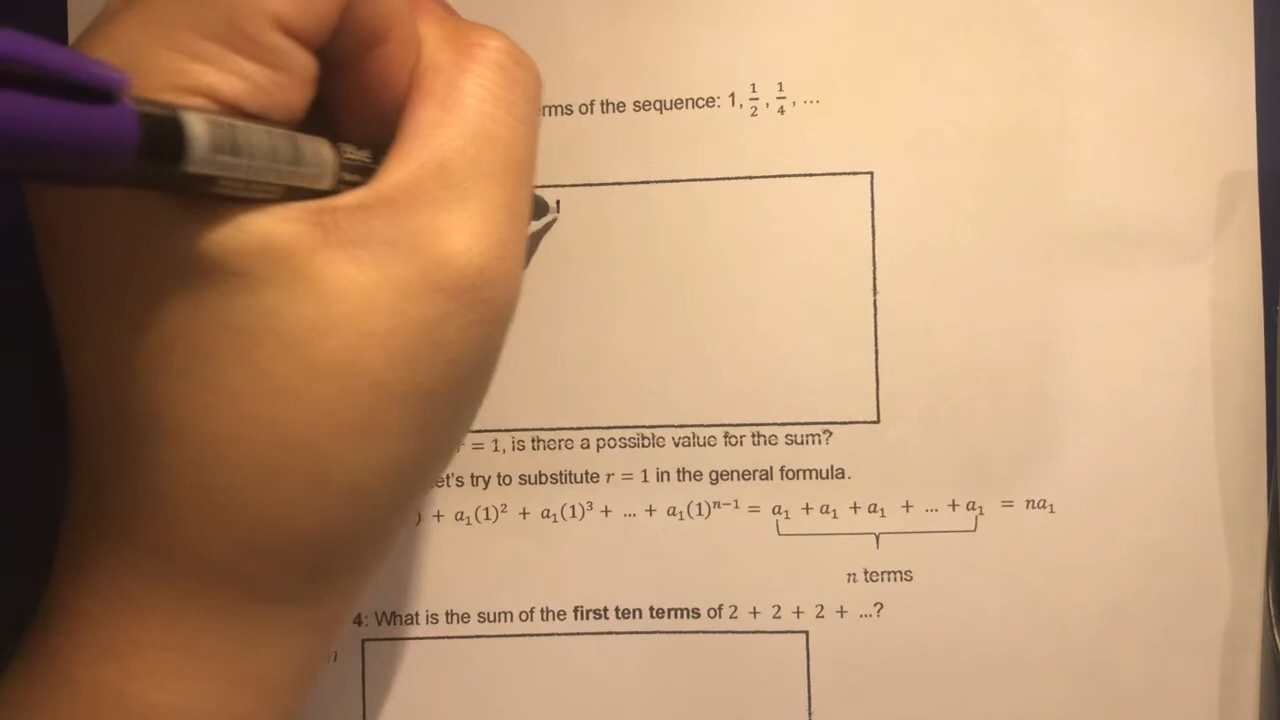 rms of the sequence: 1, 1/2, 1/4, ...
= 1, is there a possible value for the sum?
et's try to substitute r = 1 in the general formula.
) + a₁(1)² + a₁(1)³ + ... + a₁(1)ⁿ⁻¹ = a₁ + a₁ + a₁ + ... + a₁ = na₁
n terms
4: What is the sum of the first ten terms of 2 + 2 + 2 + ...?